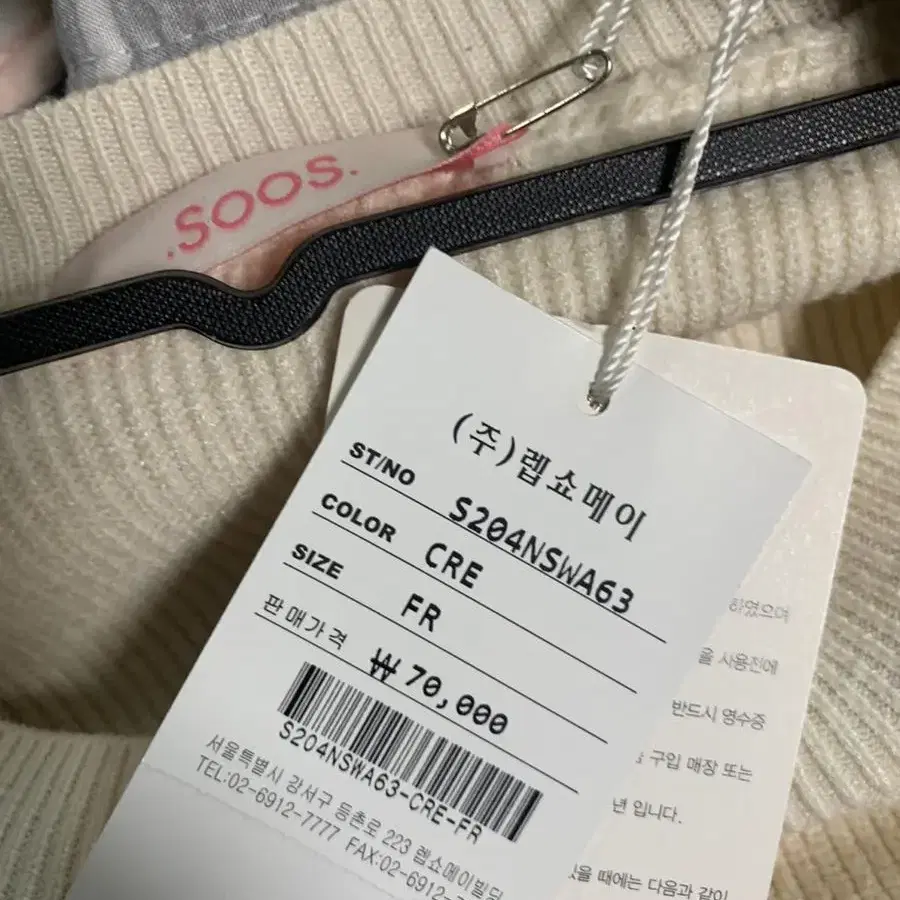 .SOOS.
(주)렙쇼메이
ST/NO S204NSWA63
COLOR CRE
SIZE FR
판매가격 ₩ 70,000
S204NSWA63-CRE-FR
서울특별시 강서구 등촌로 223 렙쇼메이빌딩
TEL:02-6912-7777 FAX:02-6912-
하였으며
을 사용전에
반드시 영수증
구입 매장 또는
년 입니다.
을 때에는 다음과 같이